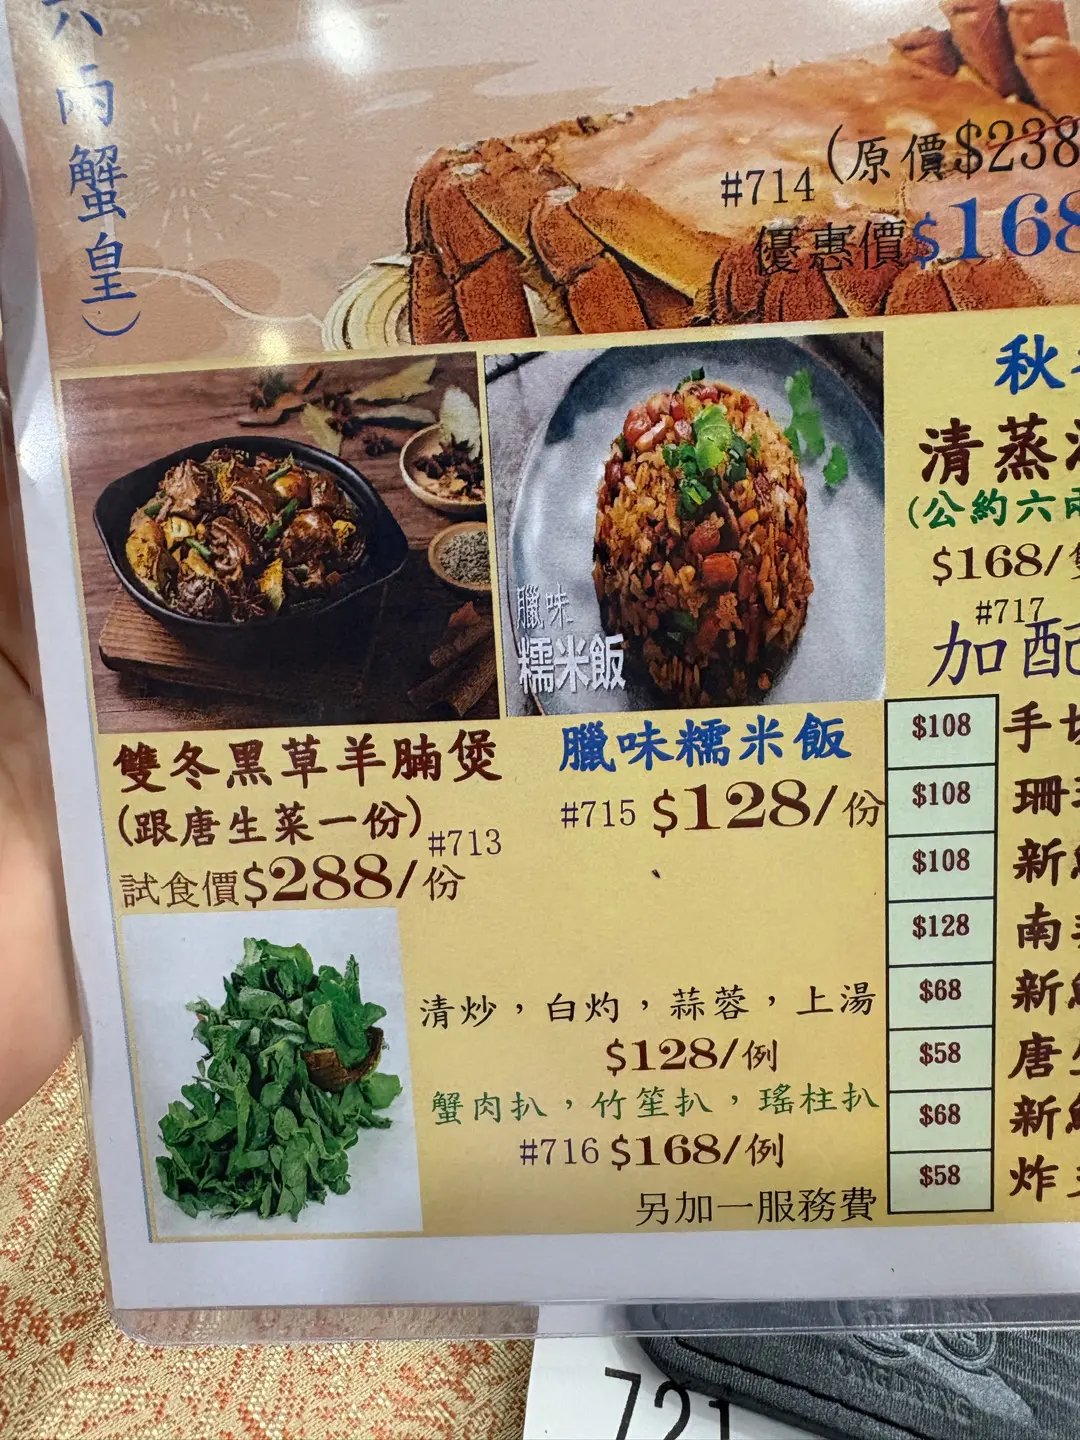 六兩蟹皇)
(原價$238
#714
優惠價$168
臘味
糯米飯
雙冬黑草羊腩煲
(跟唐生菜一份)
#713
試食價$288/份
臘味糯米飯
#715 $128/份
清炒，白灼，蒜蓉，上湯
$128/例
蟹肉扒，竹笙扒，瑤柱扒
#716 $168/例
另加一服務費
秋
清蒸
(公約六兩
$168/隻
#717
加配
$108 手切
$108 珊
$108 新
$128 南
$68 新
$58 唐
$68 新
$58 炸
721